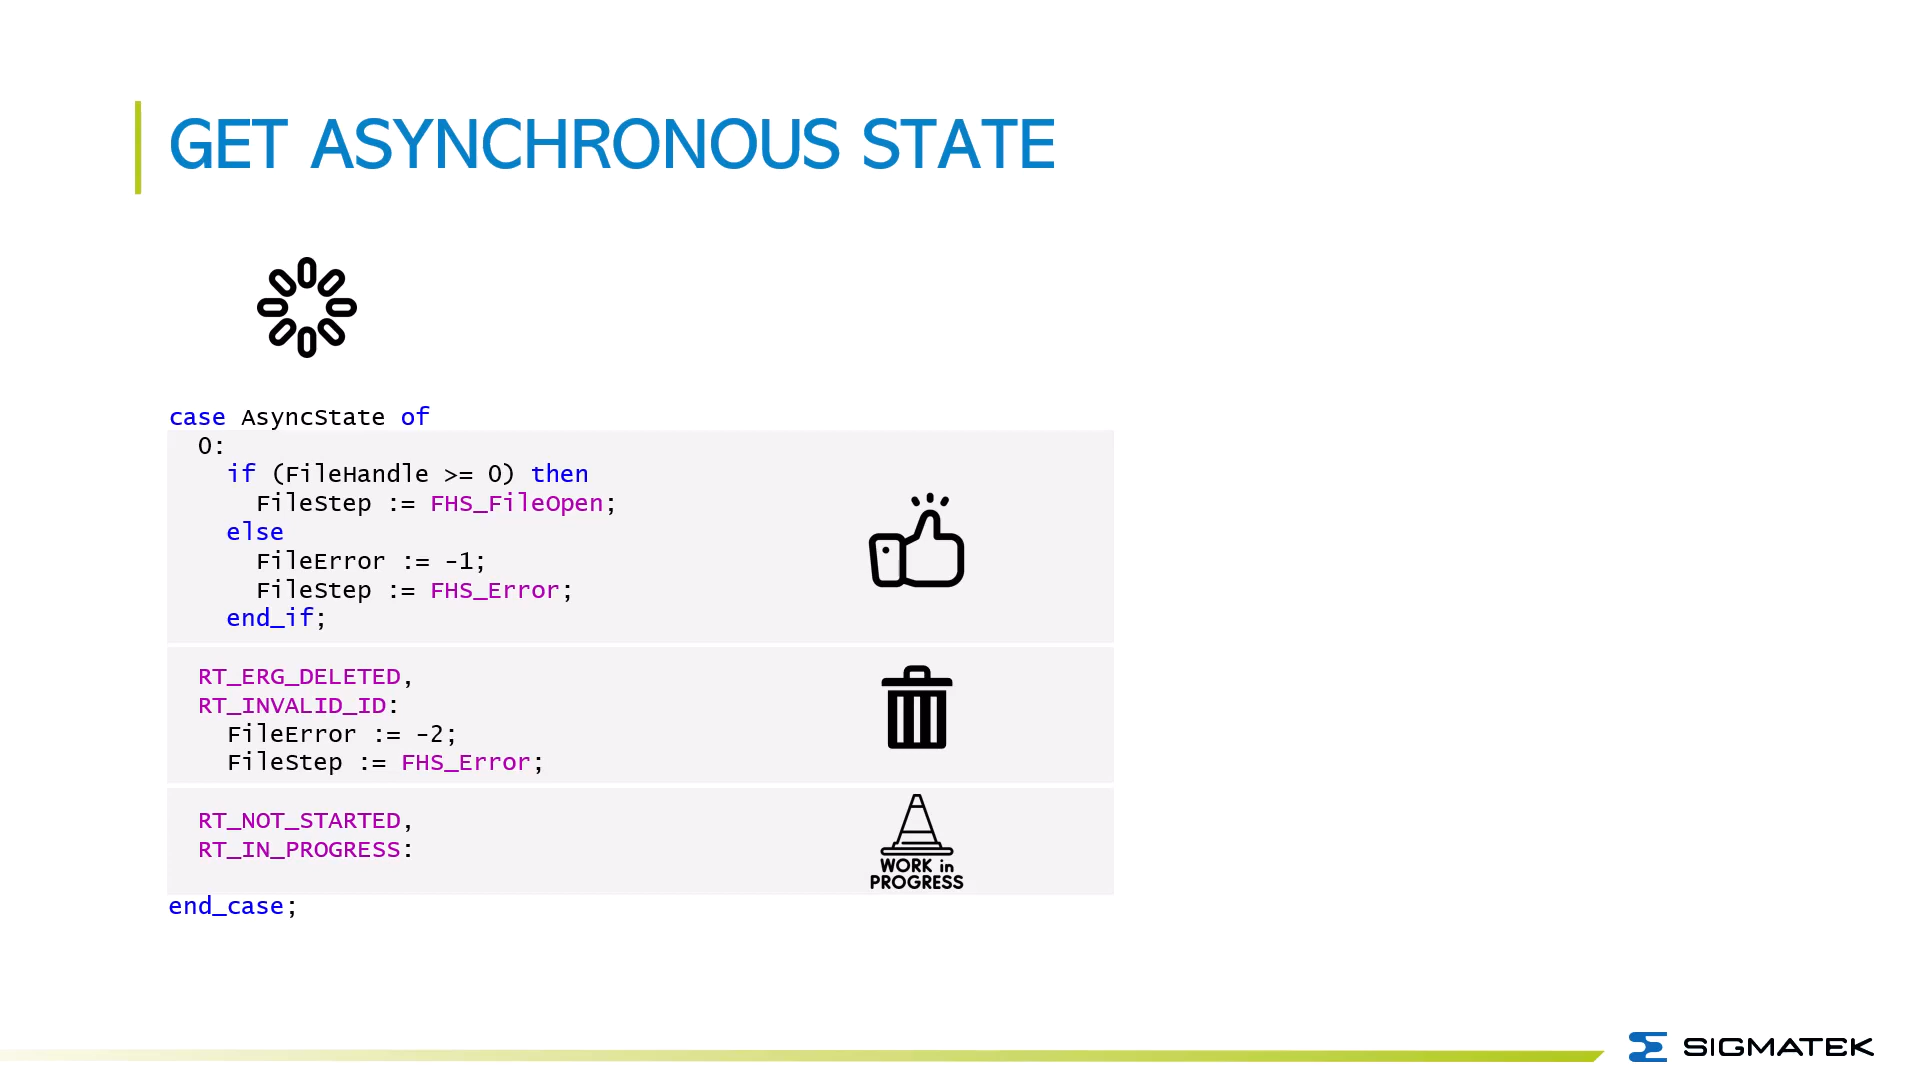 GET ASYNCHRONOUS STATE
case AsyncState of
0:
if (FileHandle >= 0) then
FileStep := FHS_FileOpen;
else
FileError := -1;
FileStep := FHS_Error;
end_if;
RT_ERG_DELETED,
RT_INVALID_ID:
FileError := -2;
FileStep := FHS_Error;
RT_NOT_STARTED,
RT_IN_PROGRESS:
WORK in
PROGRESS
end_case;
SIGMATEK